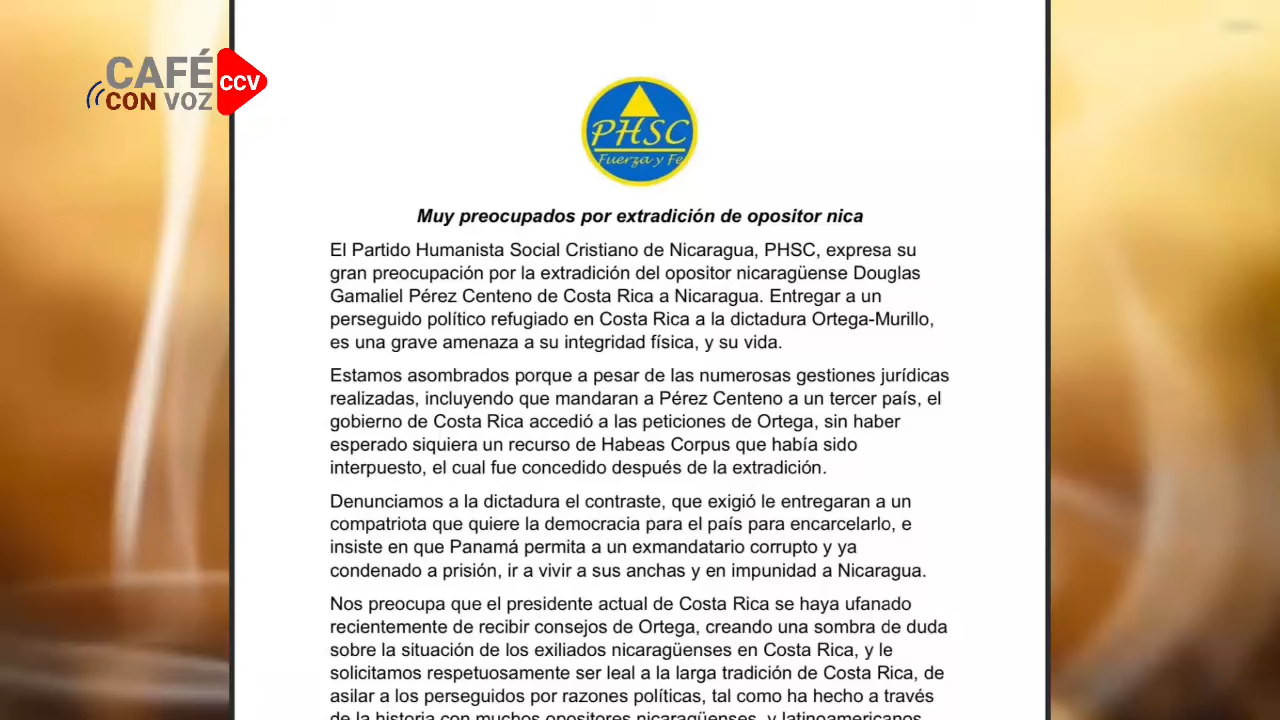 CAFÉ
CON VOZ
CCV
PHSC
Fuerza y Fe
Muy preocupados por extradición de opositor nica
El Partido Humanista Social Cristiano de Nicaragua, PHSC, expresa su
gran preocupación por la extradición del opositor nicaragüense Douglas
Gamaliel Pérez Centeno de Costa Rica a Nicaragua. Entregar a un
perseguido político refugiado en Costa Rica a la dictadura Ortega-Murillo,
es una grave amenaza a su integridad física, y su vida.
Estamos asombrados porque a pesar de las numerosas gestiones jurídicas
realizadas, incluyendo que mandaran a Pérez Centeno a un tercer país, el
gobierno de Costa Rica accedió a las peticiones de Ortega, sin haber
esperado siquiera un recurso de Habeas Corpus que había sido
interpuesto, el cual fue concedido después de la extradición.
Denunciamos a la dictadura el contraste, que exigió le entregaran a un
compatriota que quiere la democracia para el país para encarcelarlo, e
insiste en que Panamá permita a un exmandatario corrupto y ya
condenado a prisión, ir a vivir a sus anchas y en impunidad a Nicaragua.
Nos preocupa que el presidente actual de Costa Rica se haya ufanado
recientemente de recibir consejos de Ortega, creando una sombra de duda
sobre la situación de los exiliados nicaragüenses en Costa Rica, y le
solicitamos respetuosamente ser leal a la larga tradición de Costa Rica, de
asilar a los perseguidos por razones políticas, tal como ha hecho a través
de la historia con muchos opositores nicaragüenses, y latinoamericanos